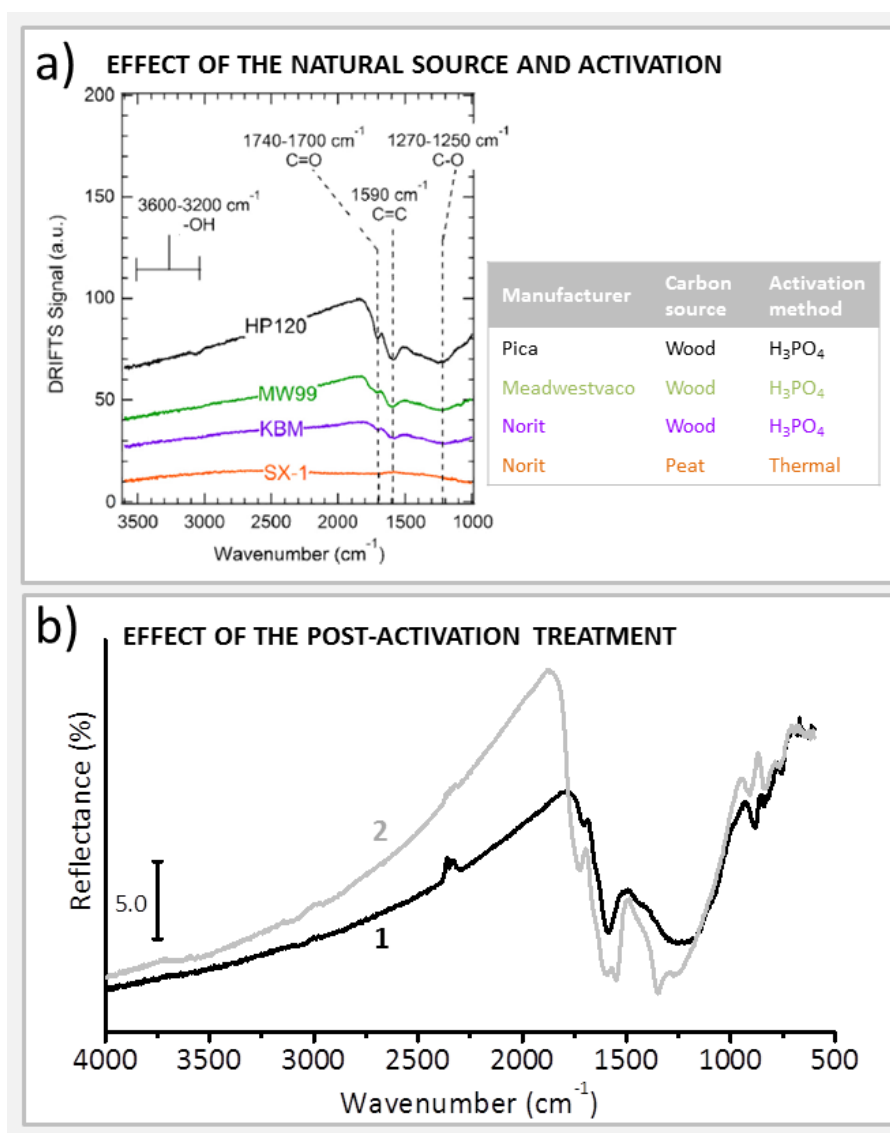 a) EFFECT OF THE NATURAL SOURCE AND ACTIVATION
200
150
100
50
0
DRIFTS Signal (a.u.)
1740-1700 cm⁻¹
C=O
1270-1250 cm⁻¹
C-O
1590 cm⁻¹
C=C
3600-3200 cm⁻¹
-OH
HP120
MW99
KBM
SX-1
3500 3000 2500 2000 1500 1000
Wavenumber (cm⁻¹)
Manufacturer Carbon source Activation method
Pica Wood H₃PO₄
Meadwestvaco Wood H₃PO₄
Norit Wood H₃PO₄
Norit Peat Thermal
b) EFFECT OF THE POST-ACTIVATION TREATMENT
Reflectance (%)
5.0
2
1
4000 3500 3000 2500 2000 1500 1000 500
Wavenumber (cm⁻¹)